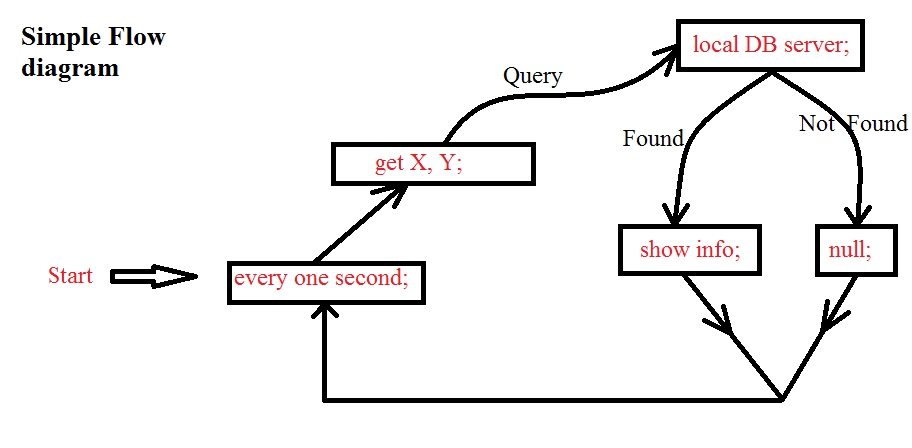 Simple Flow
diagram
local DB server;
Query
Found
Not Found
get X, Y;
show info;
null;
Start
every one second;